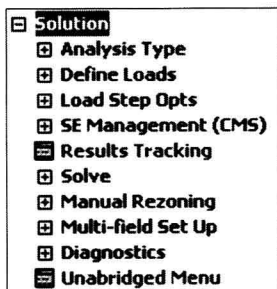 Solution
Analysis Type
Define Loads
Load Step Opts
SE Management (CMS)
Results Tracking
Solve
Manual Rezoning
Multi-field Set Up
Diagnostics
Unabridged Menu